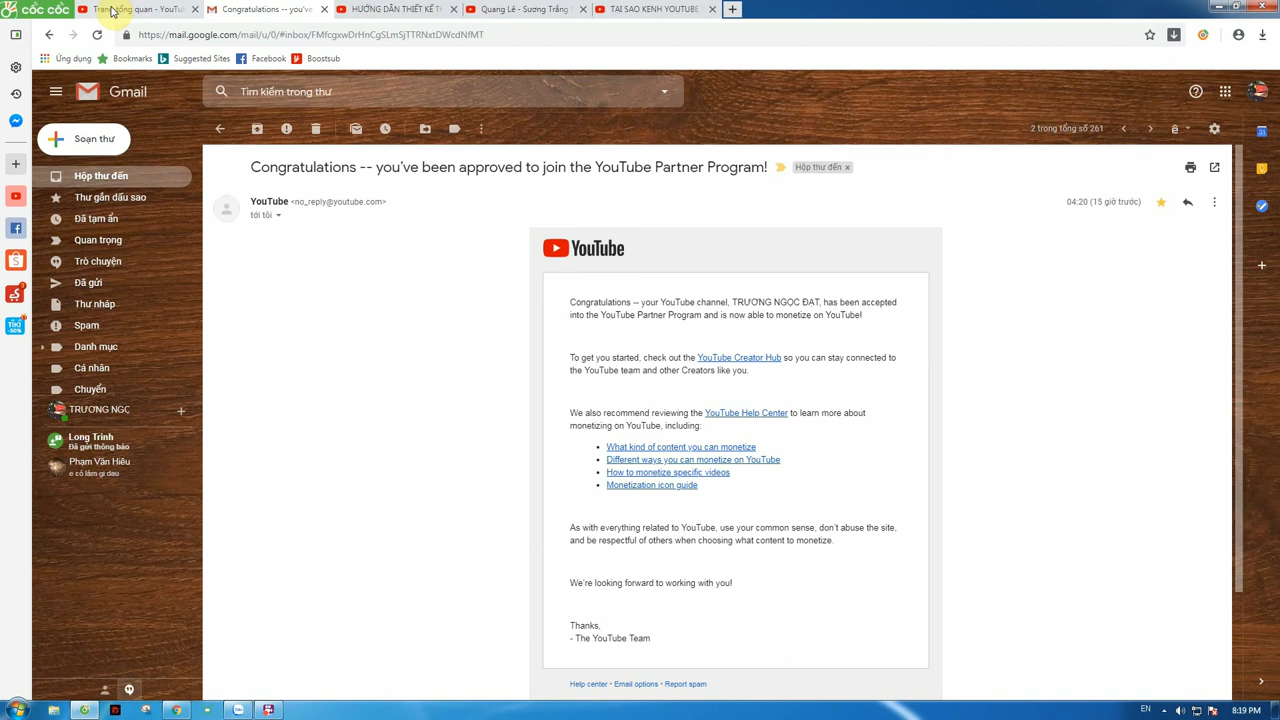 cốc cốc
Trang tổng quan - YouTu
Congratulations -- you've
HƯỚNG DẪN THIẾT KẾ T
Quang Lê - Sương Trắng
TẠI SAO KENH YOUTUBE
https://mail.google.com/mail/u/0/#inbox/FMfcgxwDrHnCgSLmSjTTRNxtDWcdNfMT
Ứng dụng
Bookmarks
Suggested Sites
Facebook
Boostsub
Gmail
Tìm kiếm trong thư
Soạn thư
2 trong tổng số 261
Congratulations -- you've been approved to join the YouTube Partner Program!
Hộp thư đến
Hộp thư đến
Thư gắn dấu sao
Đã tạm ẩn
Quan trọng
Trò chuyện
Đã gửi
Thư nháp
Spam
Danh mục
Cá nhân
Chuyển
TRƯƠNG NGỌ
Long Trinh
Đã gửi thông báo
Phạm Văn Hiêu
e có làm gi dau
YouTube <no_reply@youtube.com>
tới tôi
04:20 (15 giờ trước)
YouTube
Congratulations -- your YouTube channel, TRƯƠNG NGỌC ĐẠT, has been accepted
into the YouTube Partner Program and is now able to monetize on YouTube!
To get you started, check out the YouTube Creator Hub so you can stay connected to
the YouTube team and other Creators like you.
We also recommend reviewing the YouTube Help Center to learn more about
monetizing on YouTube, including:
• What kind of content you can monetize
• Different ways you can monetize on YouTube
• How to monetize specific videos
• Monetization icon guide
As with everything related to YouTube, use your common sense, don't abuse the site,
and be respectful of others when choosing what content to monetize.
We're looking forward to working with you!
Thanks,
- The YouTube Team
Help center • Email options • Report spam
EN
8:19 PM